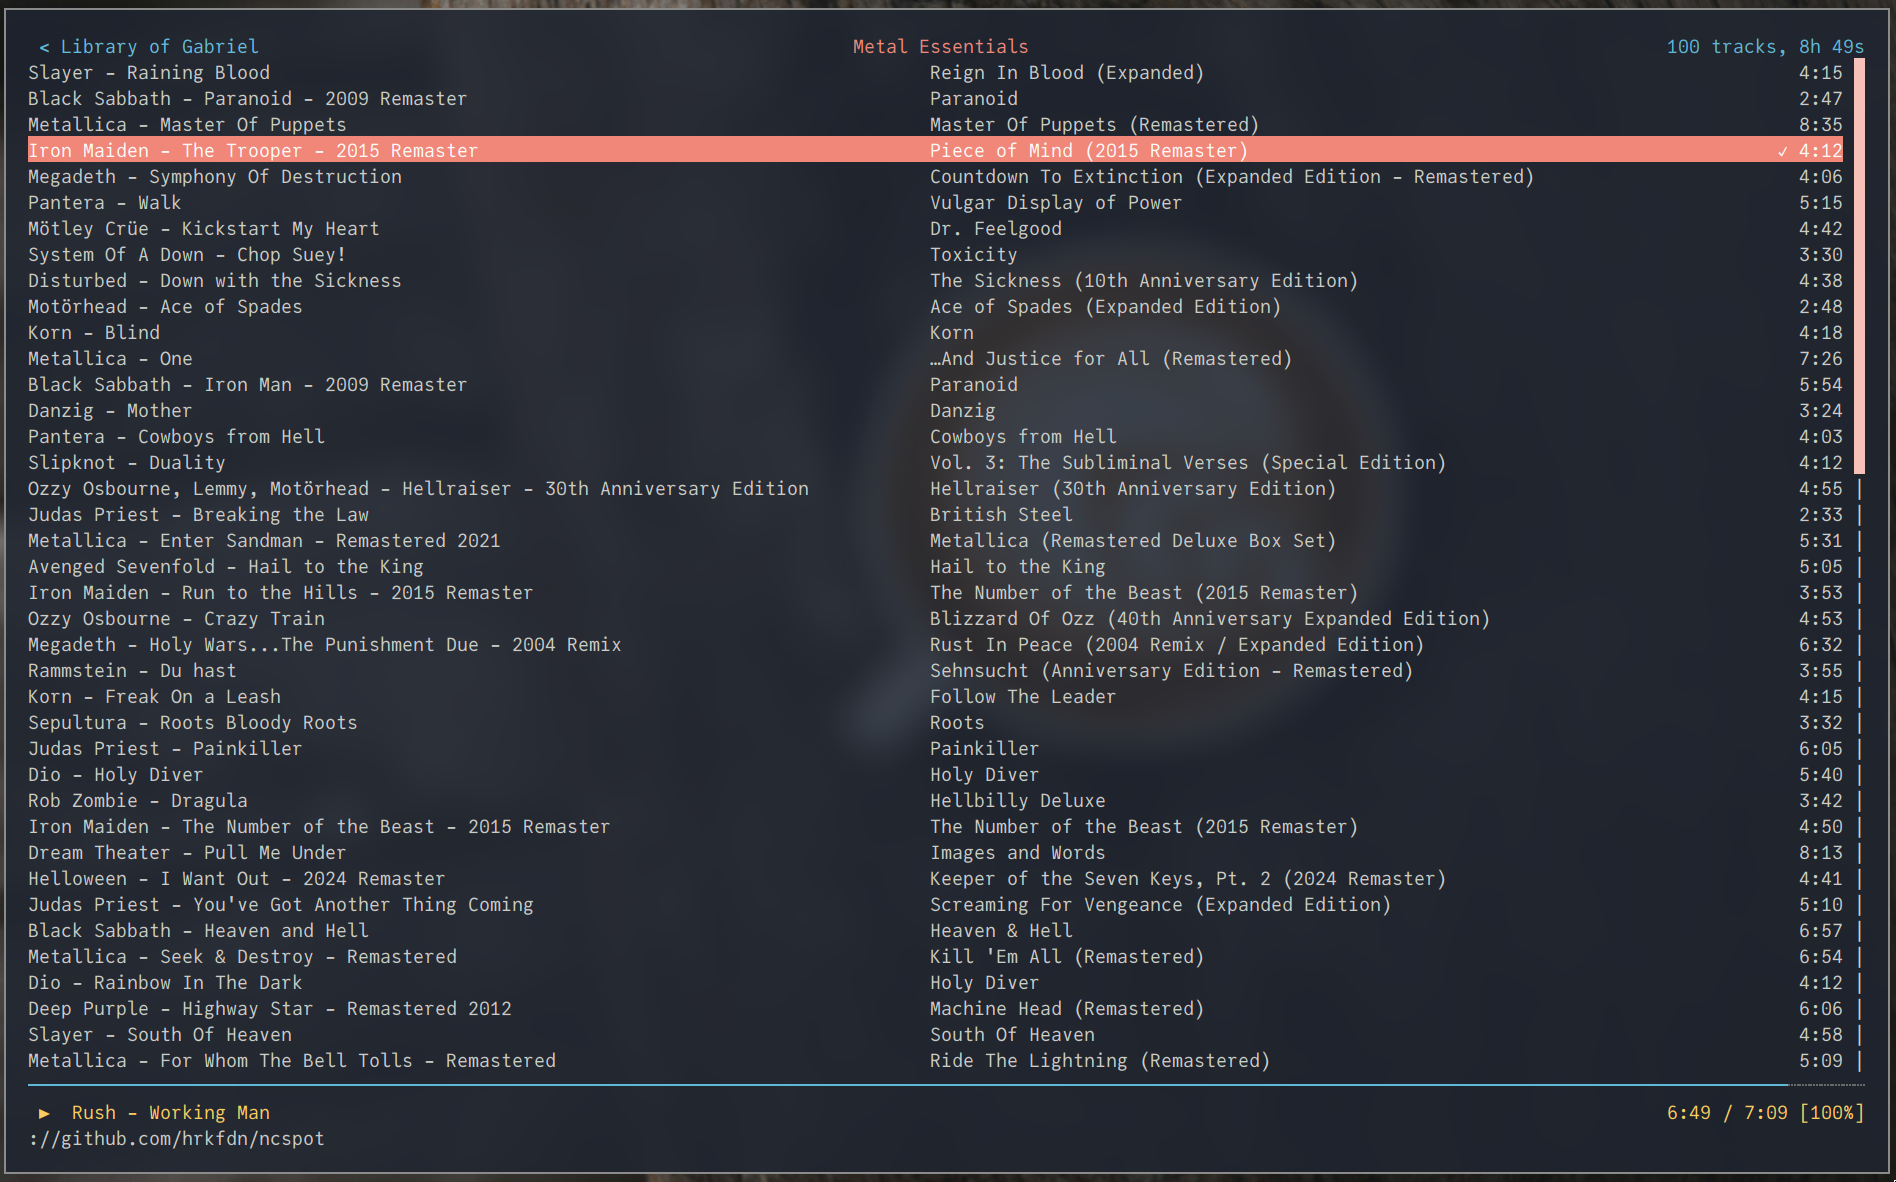 < Library of Gabriel Metal Essentials 100 tracks, 8h 49s
Slayer - Raining Blood Reign In Blood (Expanded) 4:15
Black Sabbath - Paranoid - 2009 Remaster Paranoid 2:47
Metallica - Master Of Puppets Master Of Puppets (Remastered) 8:35
Iron Maiden - The Trooper - 2015 Remaster Piece of Mind (2015 Remaster) ✓ 4:12
Megadeth - Symphony Of Destruction Countdown To Extinction (Expanded Edition - Remastered) 4:06
Pantera - Walk Vulgar Display of Power 5:15
Mötley Crüe - Kickstart My Heart Dr. Feelgood 4:42
System Of A Down - Chop Suey! Toxicity 3:30
Disturbed - Down with the Sickness The Sickness (10th Anniversary Edition) 4:38
Motörhead - Ace of Spades Ace of Spades (Expanded Edition) 2:48
Korn - Blind Korn 4:18
Metallica - One …And Justice for All (Remastered) 7:26
Black Sabbath - Iron Man - 2009 Remaster Paranoid 5:54
Danzig - Mother Danzig 3:24
Pantera - Cowboys from Hell Cowboys from Hell 4:03
Slipknot - Duality Vol. 3: The Subliminal Verses (Special Edition) 4:12
Ozzy Osbourne, Lemmy, Motörhead - Hellraiser - 30th Anniversary Edition Hellraiser (30th Anniversary Edition) 4:55
Judas Priest - Breaking the Law British Steel 2:33
Metallica - Enter Sandman - Remastered 2021 Metallica (Remastered Deluxe Box Set) 5:31
Avenged Sevenfold - Hail to the King Hail to the King 5:05
Iron Maiden - Run to the Hills - 2015 Remaster The Number of the Beast (2015 Remaster) 3:53
Ozzy Osbourne - Crazy Train Blizzard Of Ozz (40th Anniversary Expanded Edition) 4:53
Megadeth - Holy Wars...The Punishment Due - 2004 Remix Rust In Peace (2004 Remix / Expanded Edition) 6:32
Rammstein - Du hast Sehnsucht (Anniversary Edition - Remastered) 3:55
Korn - Freak On a Leash Follow The Leader 4:15
Sepultura - Roots Bloody Roots Roots 3:32
Judas Priest - Painkiller Painkiller 6:05
Dio - Holy Diver Holy Diver 5:40
Rob Zombie - Dragula Hellbilly Deluxe 3:42
Iron Maiden - The Number of the Beast - 2015 Remaster The Number of the Beast (2015 Remaster) 4:50
Dream Theater - Pull Me Under Images and Words 8:13
Helloween - I Want Out - 2024 Remaster Keeper of the Seven Keys, Pt. 2 (2024 Remaster) 4:41
Judas Priest - You've Got Another Thing Coming Screaming For Vengeance (Expanded Edition) 5:10
Black Sabbath - Heaven and Hell Heaven & Hell 6:57
Metallica - Seek & Destroy - Remastered Kill 'Em All (Remastered) 6:54
Dio - Rainbow In The Dark Holy Diver 4:12
Deep Purple - Highway Star - Remastered 2012 Machine Head (Remastered) 6:06
Slayer - South Of Heaven South Of Heaven 4:58
Metallica - For Whom The Bell Tolls - Remastered Ride The Lightning (Remastered) 5:09
▶ Rush - Working Man 6:49 / 7:09 [100%]
://github.com/hrkfdn/ncspot